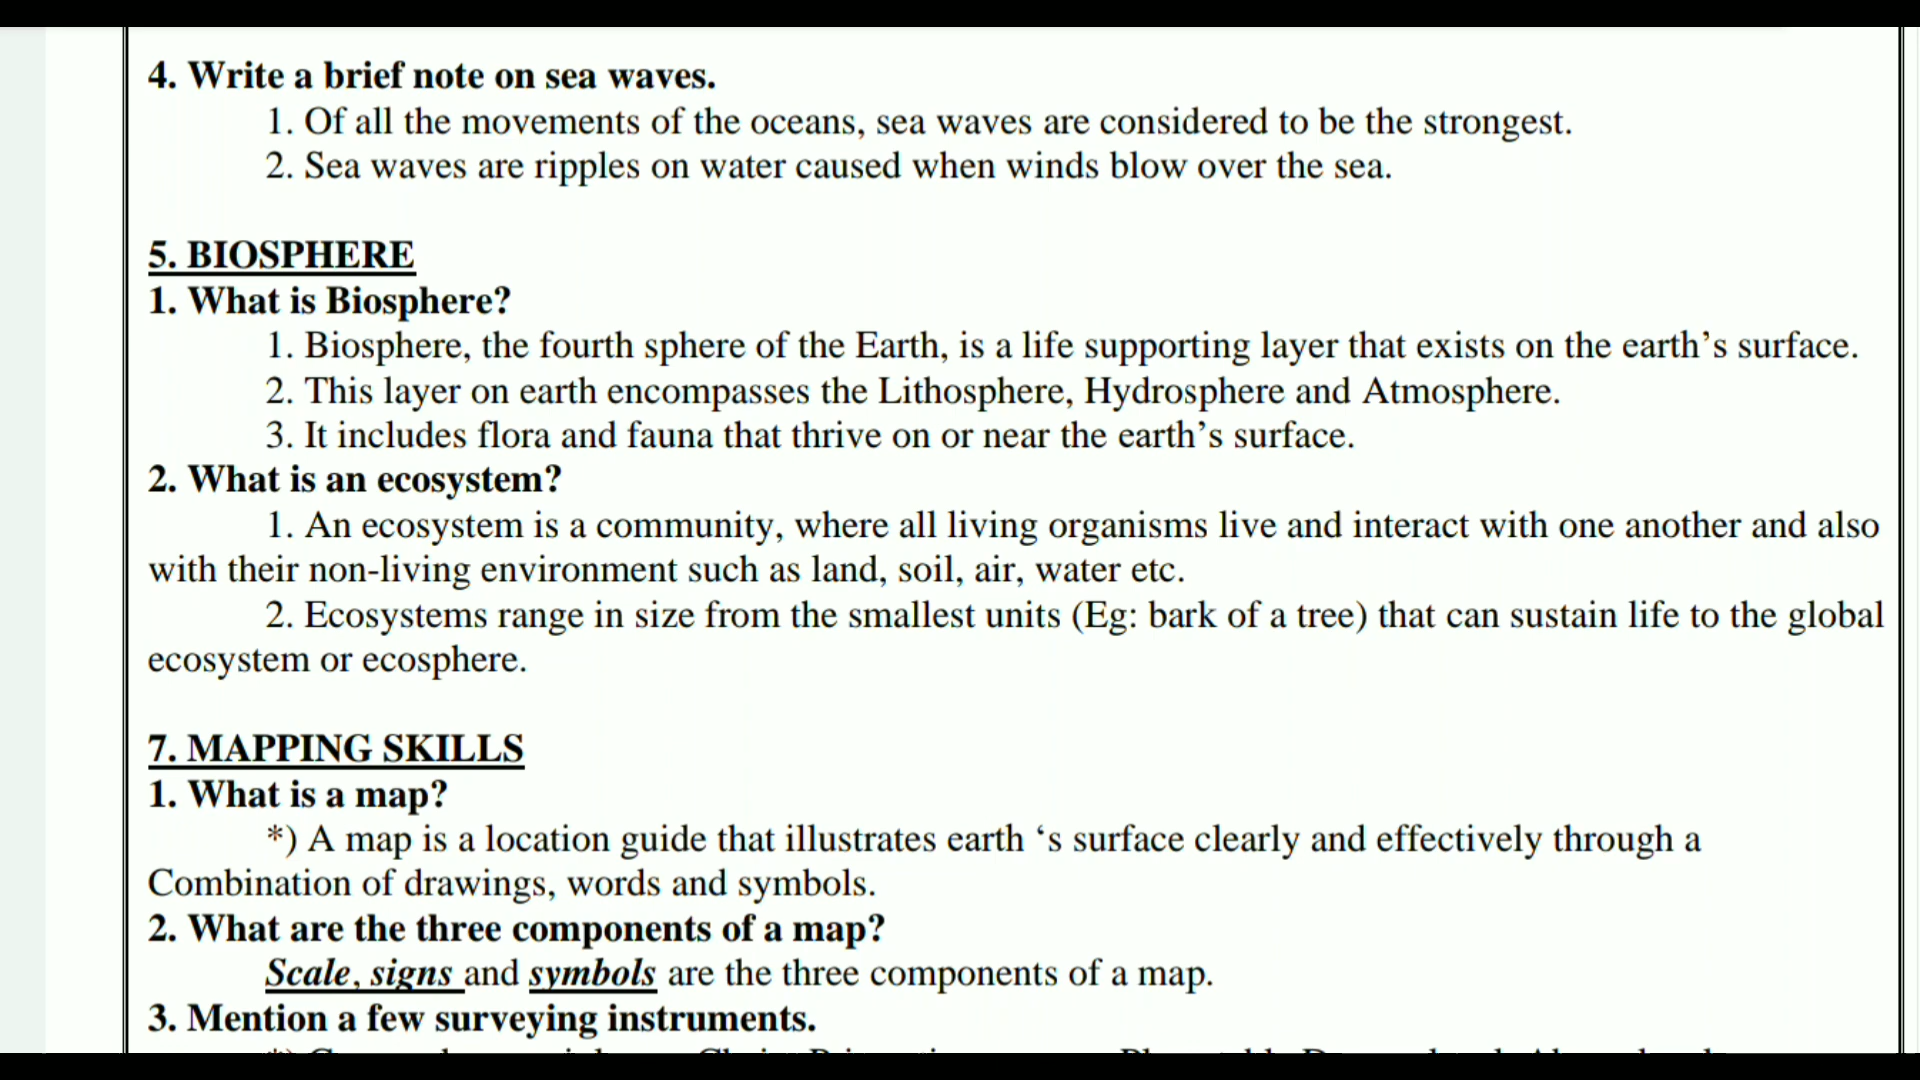 4. Write a brief note on sea waves.
1. Of all the movements of the oceans, sea waves are considered to be the strongest.
2. Sea waves are ripples on water caused when winds blow over the sea.
5. BIOSPHERE
1. What is Biosphere?
1. Biosphere, the fourth sphere of the Earth, is a life supporting layer that exists on the earth’s surface.
2. This layer on earth encompasses the Lithosphere, Hydrosphere and Atmosphere.
3. It includes flora and fauna that thrive on or near the earth’s surface.
2. What is an ecosystem?
1. An ecosystem is a community, where all living organisms live and interact with one another and also
with their non-living environment such as land, soil, air, water etc.
2. Ecosystems range in size from the smallest units (Eg: bark of a tree) that can sustain life to the global
ecosystem or ecosphere.
7. MAPPING SKILLS
1. What is a map?
*) A map is a location guide that illustrates earth ‘s surface clearly and effectively through a
Combination of drawings, words and symbols.
2. What are the three components of a map?
Scale, signs and symbols are the three components of a map.
3. Mention a few surveying instruments.